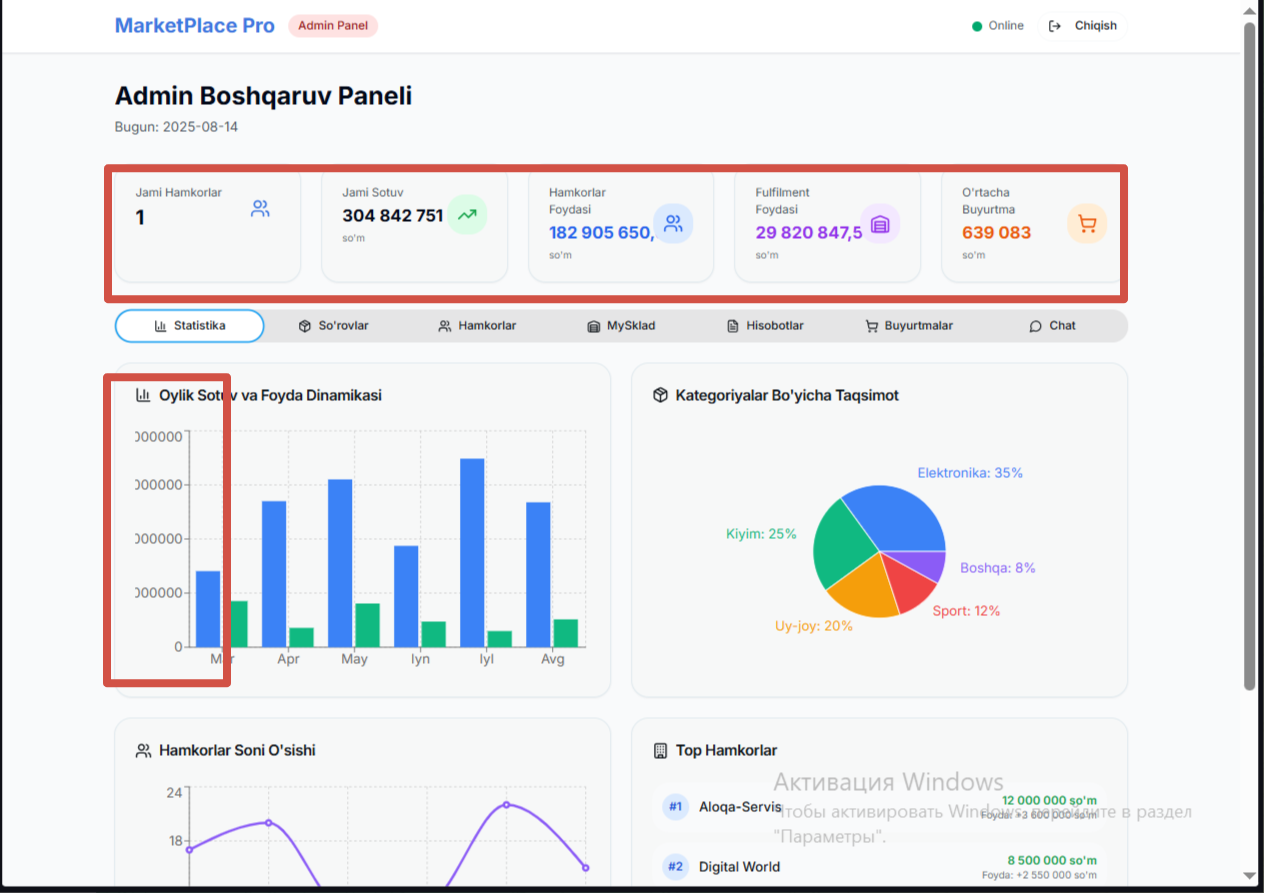 MarketPlace Pro Admin Panel Online Chiqish
Admin Boshqaruv Paneli
Bugun: 2025-08-14
Jami Hamkorlar
1
Jami Sotuv
304 842 751
so'm
Hamkorlar
Foydasi
182 905 650,
so'm
Fulfilment
Foydasi
29 820 847,5
so'm
O'rtacha
Buyurtma
639 083
so'm
Statistika So'rovlar Hamkorlar MySklad Hisobotlar Buyurtmalar Chat
Oylik Sotuv va Foyda Dinamikasi
000000
000000
000000
000000
0
Mar Apr May Iyn Iyl Avg
Kategoriyalar Bo'yicha Taqsimot
Elektronika: 35%
Kiyim: 25%
Boshqa: 8%
Sport: 12%
Uy-joy: 20%
Hamkorlar Soni O'sishi
24
18
Top Hamkorlar
#1 Aloqa-Servis 12 000 000 so'm
Foyda: +3 600 000 so'm
#2 Digital World 8 500 000 so'm
Foyda: +2 550 000 so'm
Активация Windows
Чтобы активировать Windows, перейдите в раздел
"Параметры".